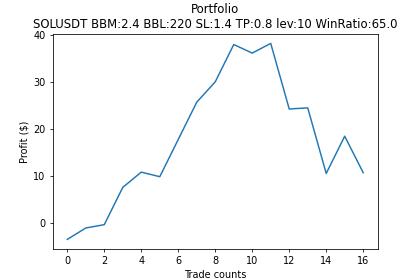 Portfolio
SOLUSDT BBM:2.4 BBL:220 SL:1.4 TP:0.8 lev:10 WinRatio:65.0
40
30
20
10
0
Profit ($)
0 2 4 6 8 10 12 14 16
Trade counts